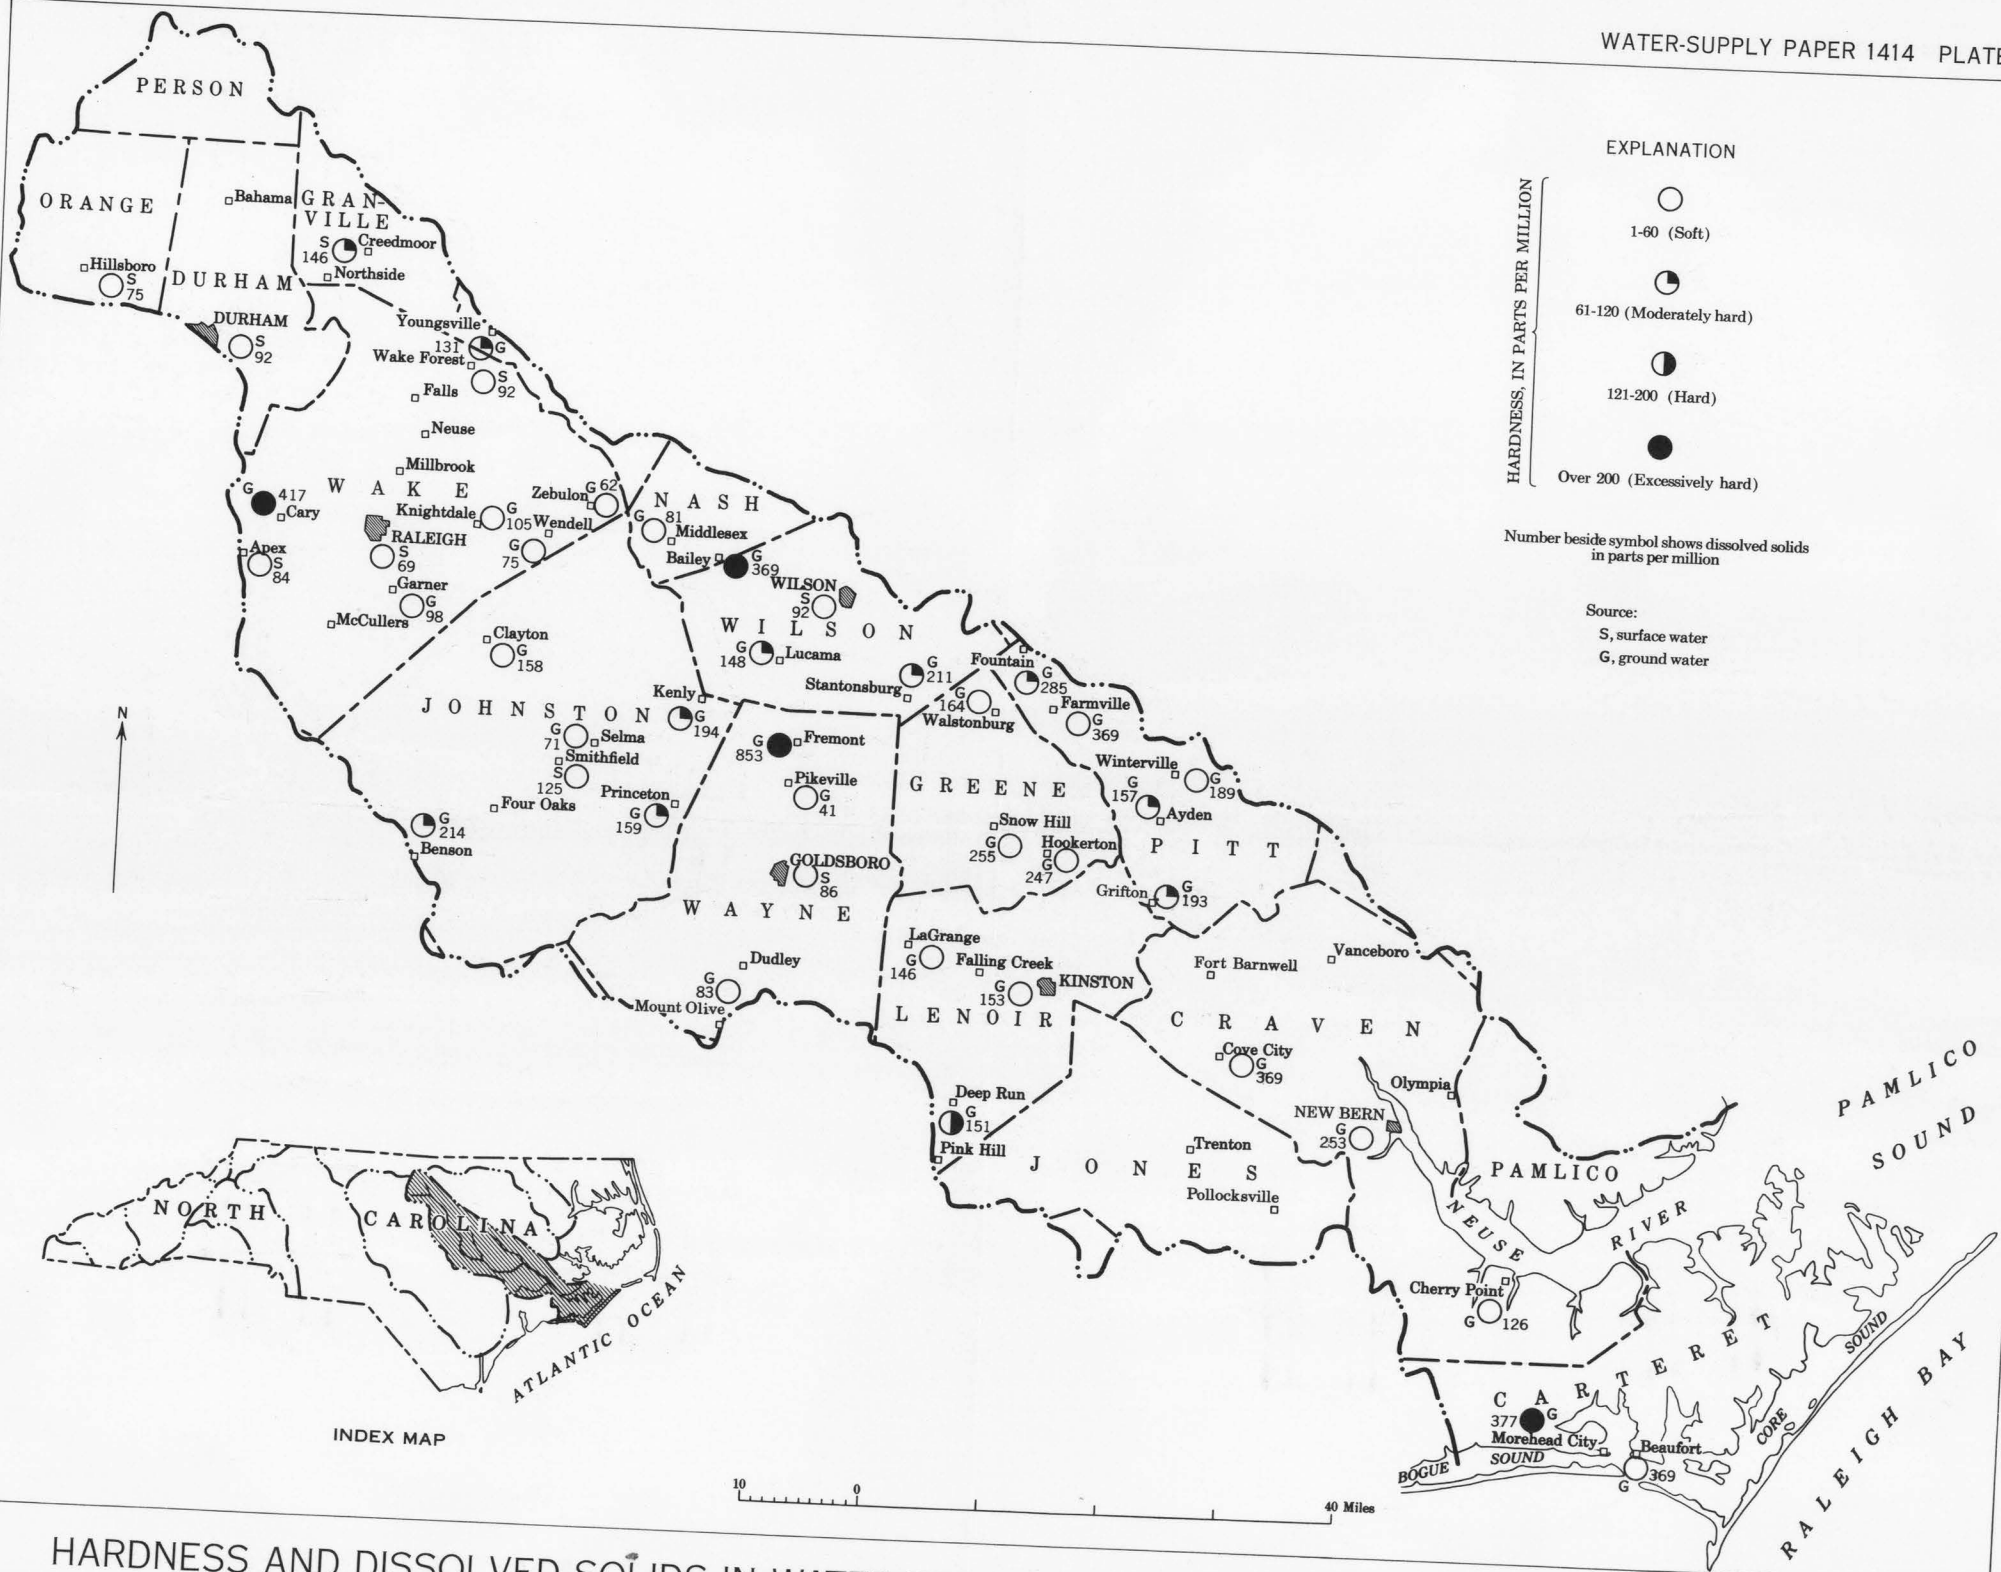 WATER-SUPPLY PAPER 1414 PLATE
EXPLANATION
HARDNESS, IN PARTS PER MILLION
1-60 (Soft)
61-120 (Moderately hard)
121-200 (Hard)
Over 200 (Excessively hard)
Number beside symbol shows dissolved solids
in parts per million
Source:
S, surface water
G, ground water
PERSON
ORANGE
Bahama
GRAN-
VILLE
S
146
Creedmoor
Northside
Hillsboro
S
75
DURHAM
DURHAM
S
92
Youngsville
131
G
Wake Forest
S
92
Falls
Neuse
Millbrook
WAKE
G
417
Cary
Knightdale
G
105
Zebulon
G 62
Wendell
G
75
RALEIGH
S
69
Apex
S
84
Garner
G
98
McCullers
NASH
G
81
Middlesex
Bailey
G
369
WILSON
S
92
WILSON
G
148
Lucama
G
211
Stantonsburg
Clayton
G
158
JOHNSTON
Kenly
G
194
G
71
Selma
Smithfield
S
125
Four Oaks
Princeton
G
159
G
214
Benson
G
853
Fremont
Pikeville
G
41
GOLDSBORO
S
86
WAYNE
Dudley
G
83
Mount Olive
Fountain
G
285
G
164
Walstonburg
Farmville
G
369
GREENE
Winterville
G
189
G
157
Ayden
PITT
Snow Hill
G
255
Hookerton
G
247
Grifton
G
193
LaGrange
G
146
Falling Creek
G
153
KINSTON
LENOIR
Deep Run
G
151
Pink Hill
Fort Barnwell
Vanceboro
CRAVEN
Cove City
G
369
Olympia
NEW BERN
G
253
JONES
Trenton
Pollocksville
PAMLICO
PAMLICO
SOUND
NEUSE
RIVER
Cherry Point
G
126
CARTERET
377
G
Morehead City
Beaufort
369
G
BOGUE
SOUND
CORE
SOUND
RALEIGH BAY
N
NORTH
CAROLINA
ATLANTIC OCEAN
INDEX MAP
10
0
40 Miles
HARDNESS AND DISSOLVED SOLIDS IN